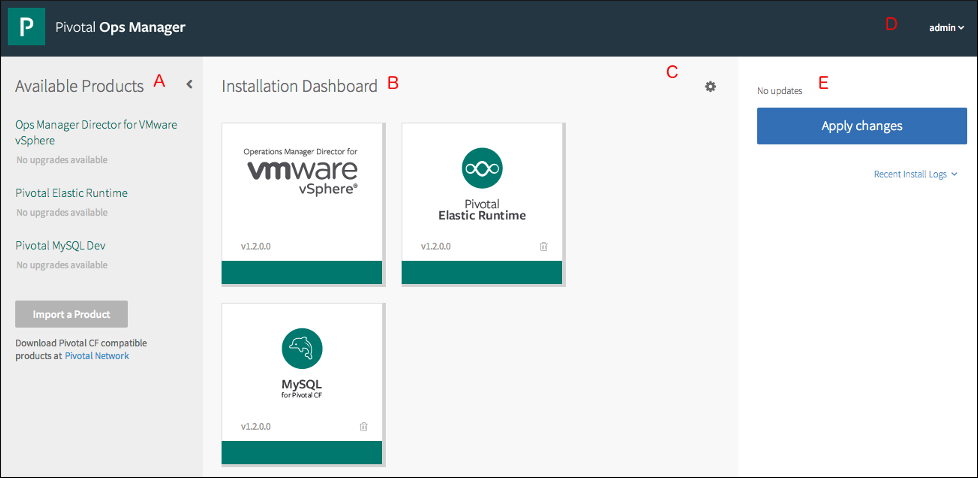 P Pivotal Ops Manager D admin
Available Products A
Ops Manager Director for VMware
vSphere
No upgrades available
Pivotal Elastic Runtime
No upgrades available
Pivotal MySQL Dev
No upgrades available
Import a Product
Download Pivotal CF compatible
products at Pivotal Network
Installation Dashboard B
C
Operations Manager Director for
vmware
vSphere®
v1.2.0.0
Pivotal
Elastic Runtime
v1.2.0.0
MySQL
for Pivotal CF
v1.2.0.0
No updates E
Apply changes
Recent Install Logs